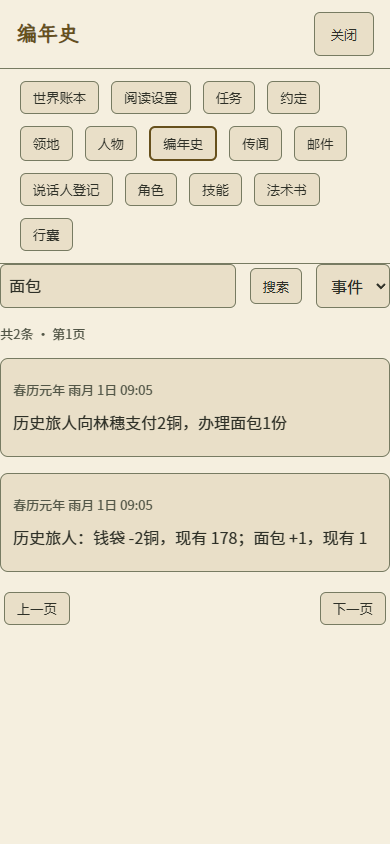 编年史
关闭
世界账本 阅读设置 任务 约定
领地 人物 编年史 传闻 邮件
说话人登记 角色 技能 法术书
行囊
面包 搜索 事件
共2条 · 第1页
春历元年 雨月 1日 09:05
历史旅人向林穗支付2铜，办理面包1份
春历元年 雨月 1日 09:05
历史旅人：钱袋 -2铜，现有 178；面包 +1，现有 1
上一页 下一页